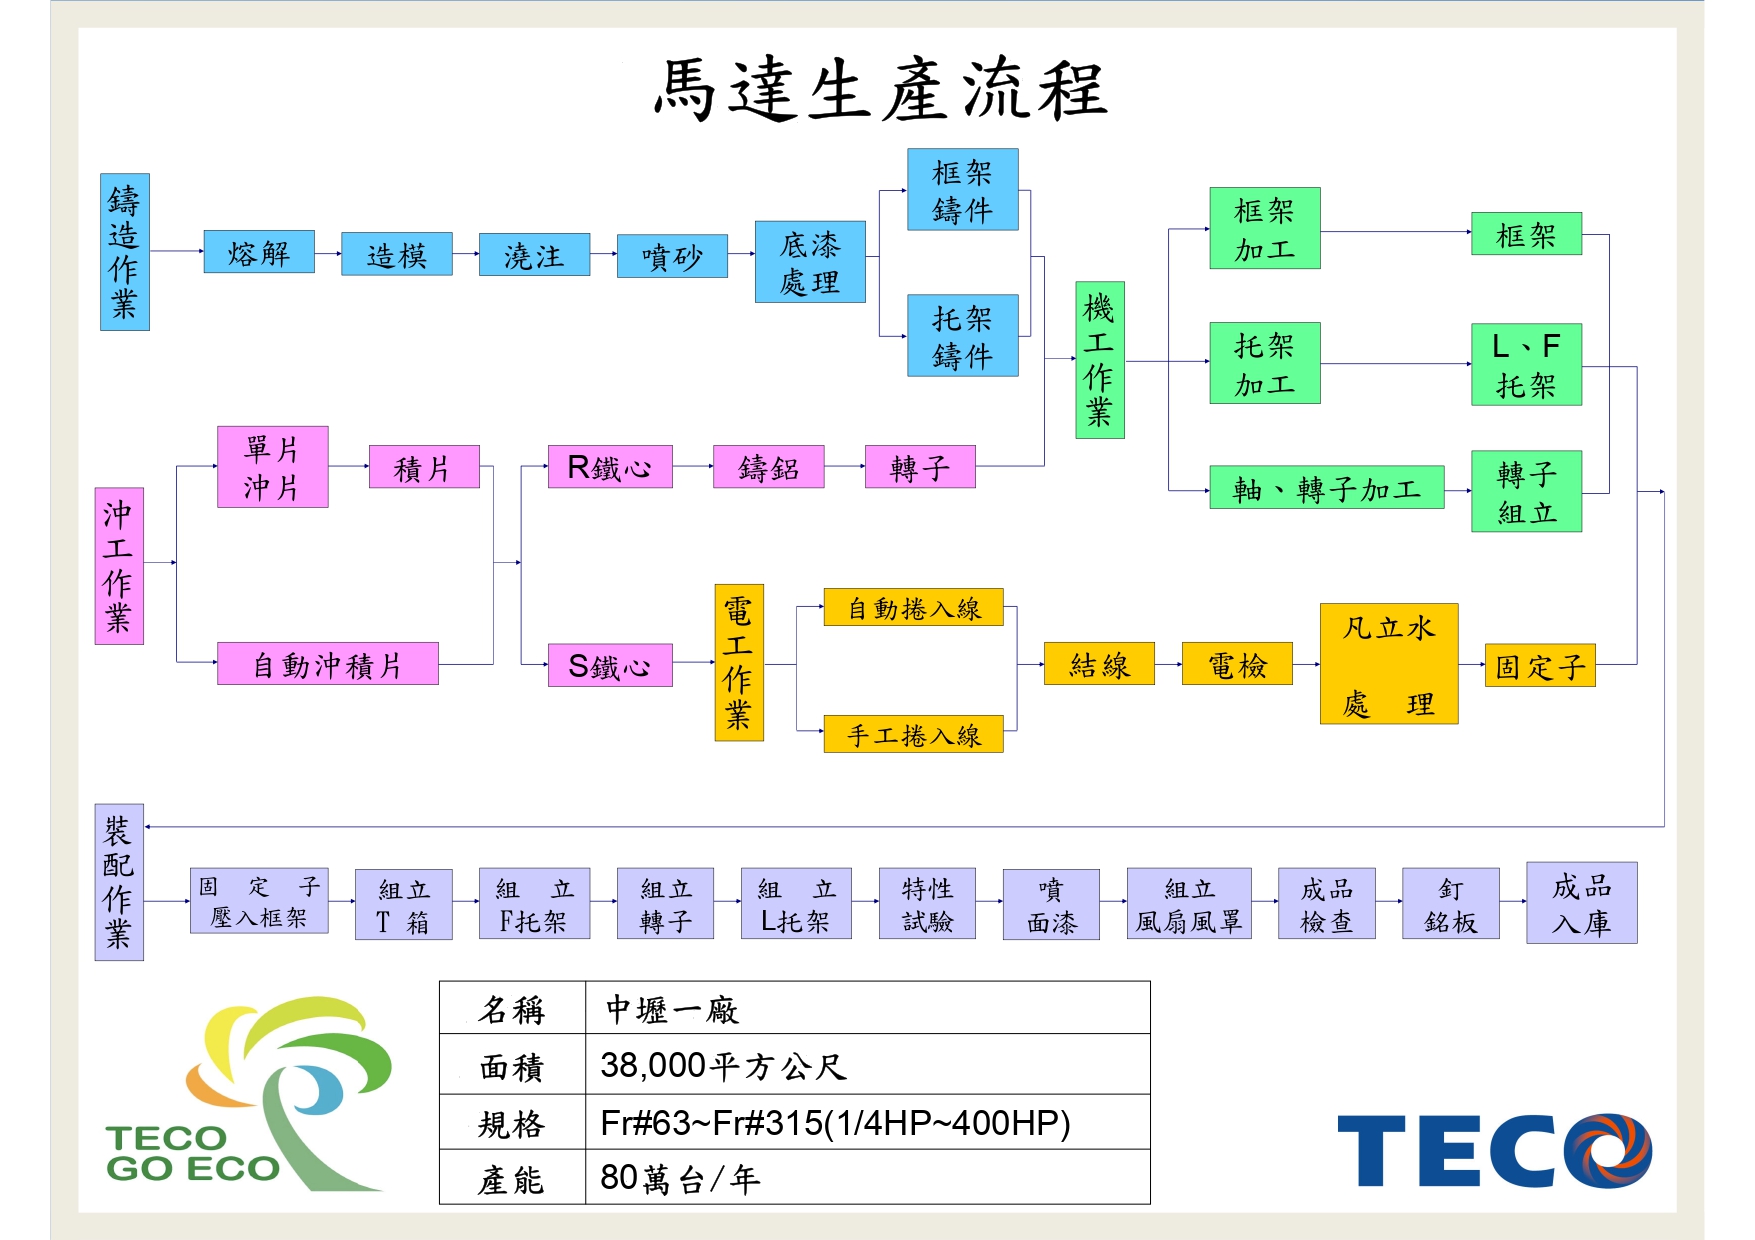 馬達生產流程
鑄造作業
熔解
造模
澆注
噴砂
底漆
處理
框架
鑄件
托架
鑄件
機工作業
框架
加工
框架
托架
加工
L、F
托架
軸、轉子加工
轉子
組立
沖工作業
單片
沖片
積片
自動沖積片
R鐵心
鑄鋁
轉子
S鐵心
電工作業
自動捲入線
手工捲入線
結線
電檢
凡立水
處 理
固定子
裝配作業
固 定 子
壓入框架
組立
T 箱
組 立
F托架
組立
轉子
組 立
L托架
特性
試驗
噴
面漆
組立
風扇風罩
成品
檢查
釘
銘板
成品
入庫
名稱 中壢一廠
面積 38,000平方公尺
規格 Fr#63~Fr#315(1/4HP~400HP)
產能 80萬台/年
TECO
GO ECO
TECO